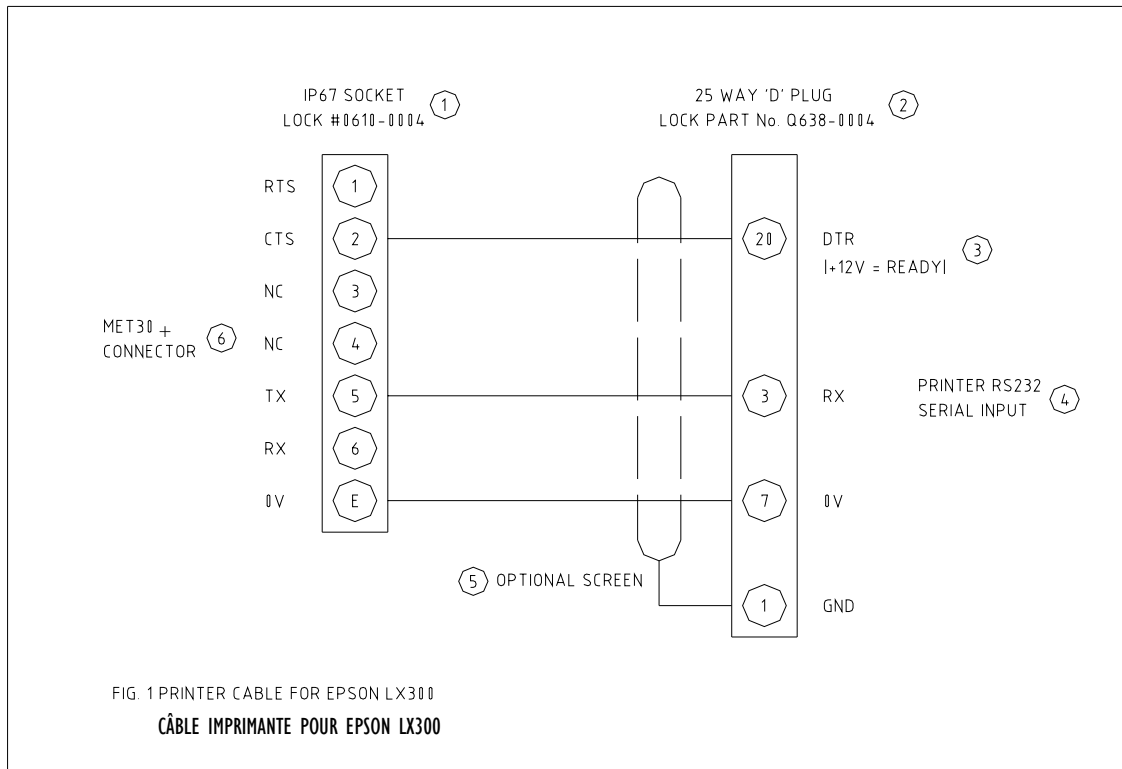 IP67 SOCKET
LOCK #0610-0004
1
25 WAY 'D' PLUG
LOCK PART No. Q638-0004
2
RTS
1
CTS
2
20
DTR
|+12V = READY|
3
NC
3
MET30 +
CONNECTOR
6
NC
4
TX
5
3
RX
PRINTER RS232
SERIAL INPUT
4
RX
6
0V
E
7
0V
5
OPTIONAL SCREEN
1
GND
FIG. 1 PRINTER CABLE FOR EPSON LX300
CÂBLE IMPRIMANTE POUR EPSON LX300